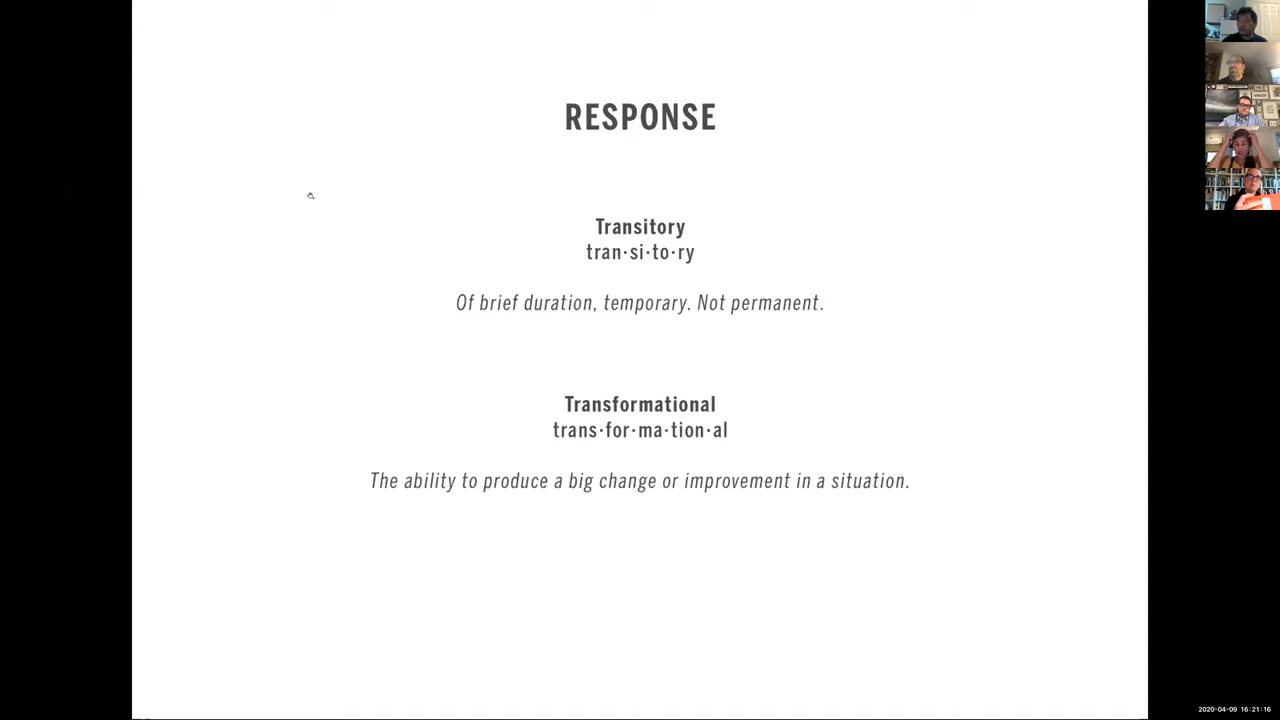 RESPONSE
Transitory
tran·si·to·ry
Of brief duration, temporary. Not permanent.
Transformational
trans·for·ma·tion·al
The ability to produce a big change or improvement in a situation.
2020-04-09 16:21:16